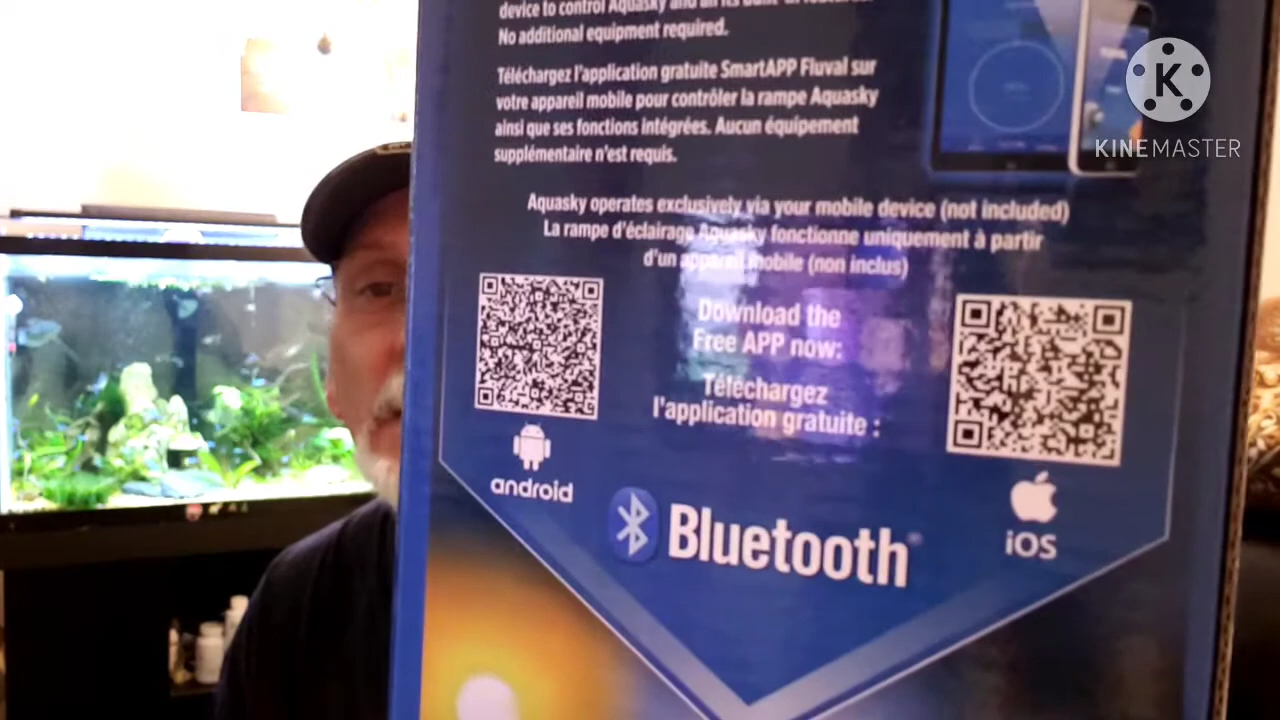 device to control Aquasky and all its built-in features.
No additional equipment required.
Téléchargez l'application gratuite SmartAPP Fluval sur
votre appareil mobile pour contrôler la rampe Aquasky
ainsi que ses fonctions intégrées. Aucun équipement
supplémentaire n'est requis.
K
KINEMASTER
Aquasky operates exclusively via your mobile device (not included)
La rampe d'éclairage Aquasky fonctionne uniquement à partir
d'un appareil mobile (non inclus)
Download the
Free APP now:
Téléchargez
l'application gratuite :
android
Bluetooth®
iOS